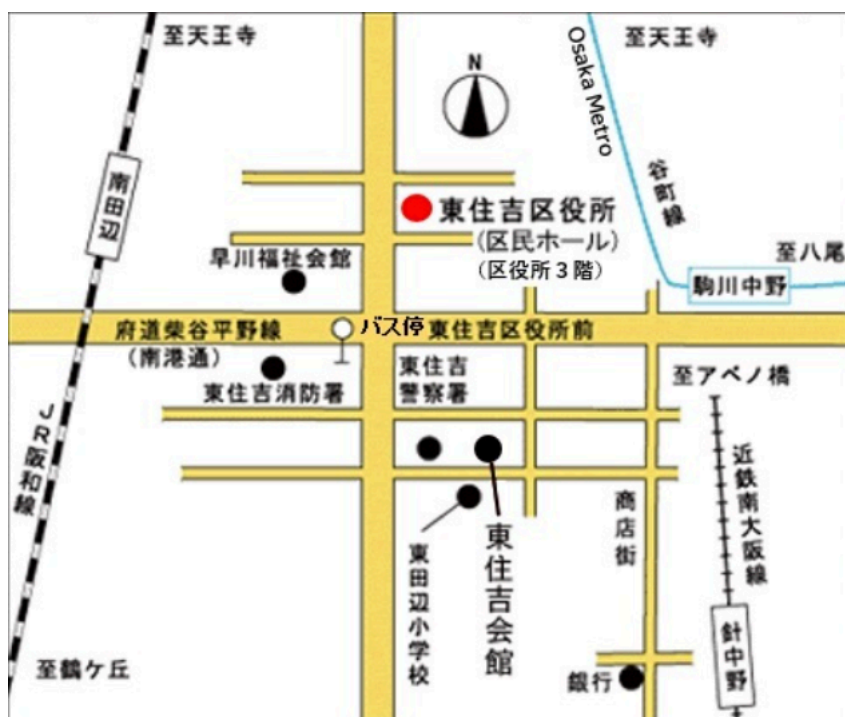 至天王寺
N
Osaka Metro
至天王寺
南田辺
谷町線
東住吉区役所
(区民ホール)
(区役所3階)
至八尾
早川福祉会館
駒川中野
府道柴谷平野線
(南港通)
バス停
東住吉区役所前
東住吉消防署
東住吉
警察署
至アベノ橋
JR阪和線
近鉄南大阪線
商店街
東田辺小学校
東住吉会館
針中野
至鶴ケ丘
銀行